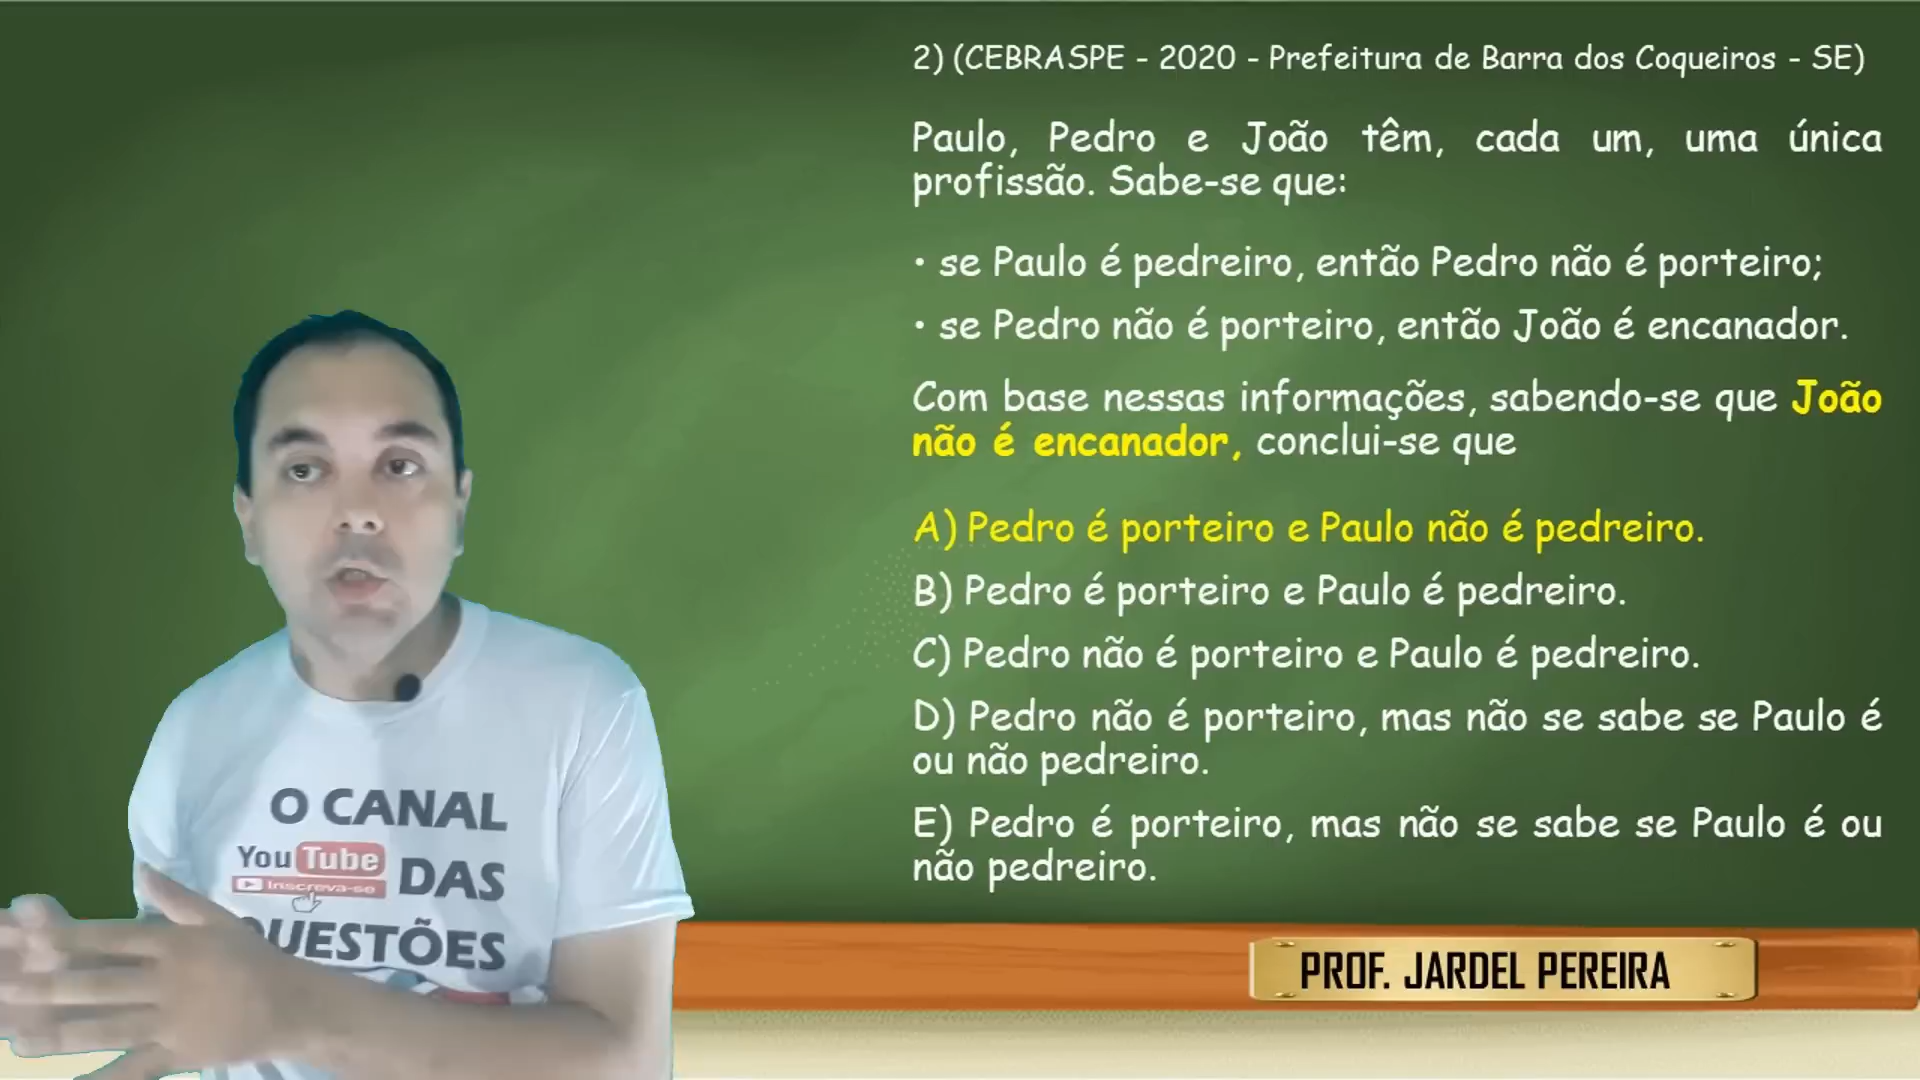 2) (CEBRASPE - 2020 - Prefeitura de Barra dos Coqueiros - SE)
Paulo, Pedro e João têm, cada um, uma única
profissão. Sabe-se que:
• se Paulo é pedreiro, então Pedro não é porteiro;
• se Pedro não é porteiro, então João é encanador.
Com base nessas informações, sabendo-se que João
não é encanador, conclui-se que
A) Pedro é porteiro e Paulo não é pedreiro.
B) Pedro é porteiro e Paulo é pedreiro.
C) Pedro não é porteiro e Paulo é pedreiro.
D) Pedro não é porteiro, mas não se sabe se Paulo é
ou não pedreiro.
E) Pedro é porteiro, mas não se sabe se Paulo é ou
não pedreiro.
O CANAL
YouTube
Inscreva-se
DAS
QUESTÕES
PROF. JARDEL PEREIRA